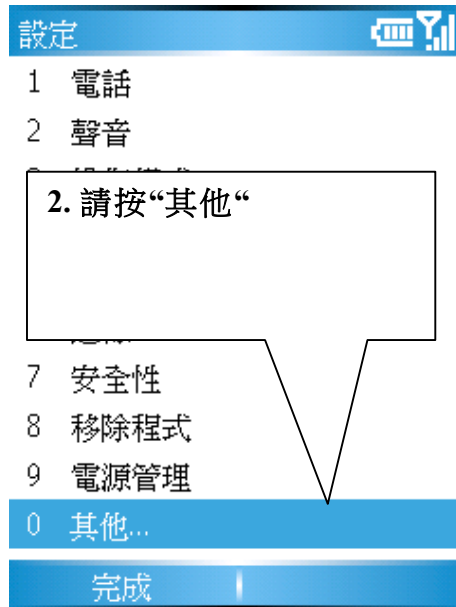 設定
1 電話
2 聲音
2. 請按“其他“
7 安全性
8 移除程式
9 電源管理
0 其他...
完成